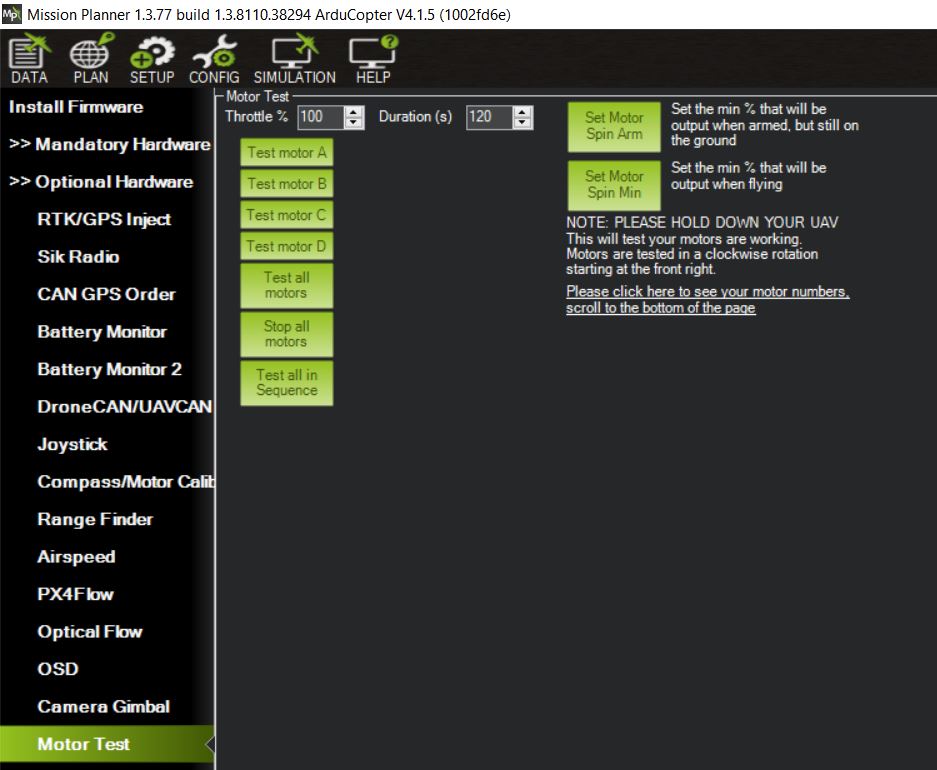 Mission Planner 1.3.77 build 1.3.8110.38294 ArduCopter V4.1.5 (1002fd6e)
DATA PLAN SETUP CONFIG SIMULATION HELP
Install Firmware
>> Mandatory Hardware
>> Optional Hardware
RTK/GPS Inject
Sik Radio
CAN GPS Order
Battery Monitor
Battery Monitor 2
DroneCAN/UAVCAN
Joystick
Compass/Motor Calib
Range Finder
Airspeed
PX4Flow
Optical Flow
OSD
Camera Gimbal
Motor Test
Motor Test
Throttle % 100 Duration (s) 120
Test motor A
Test motor B
Test motor C
Test motor D
Test all
motors
Stop all
motors
Test all in
Sequence
Set Motor
Spin Arm
Set the min % that will be
output when armed, but still on
the ground
Set Motor
Spin Min
Set the min % that will be
output when flying
NOTE: PLEASE HOLD DOWN YOUR UAV
This will test your motors are working.
Motors are tested in a clockwise rotation
starting at the front right.
Please click here to see your motor numbers,
scroll to the bottom of the page